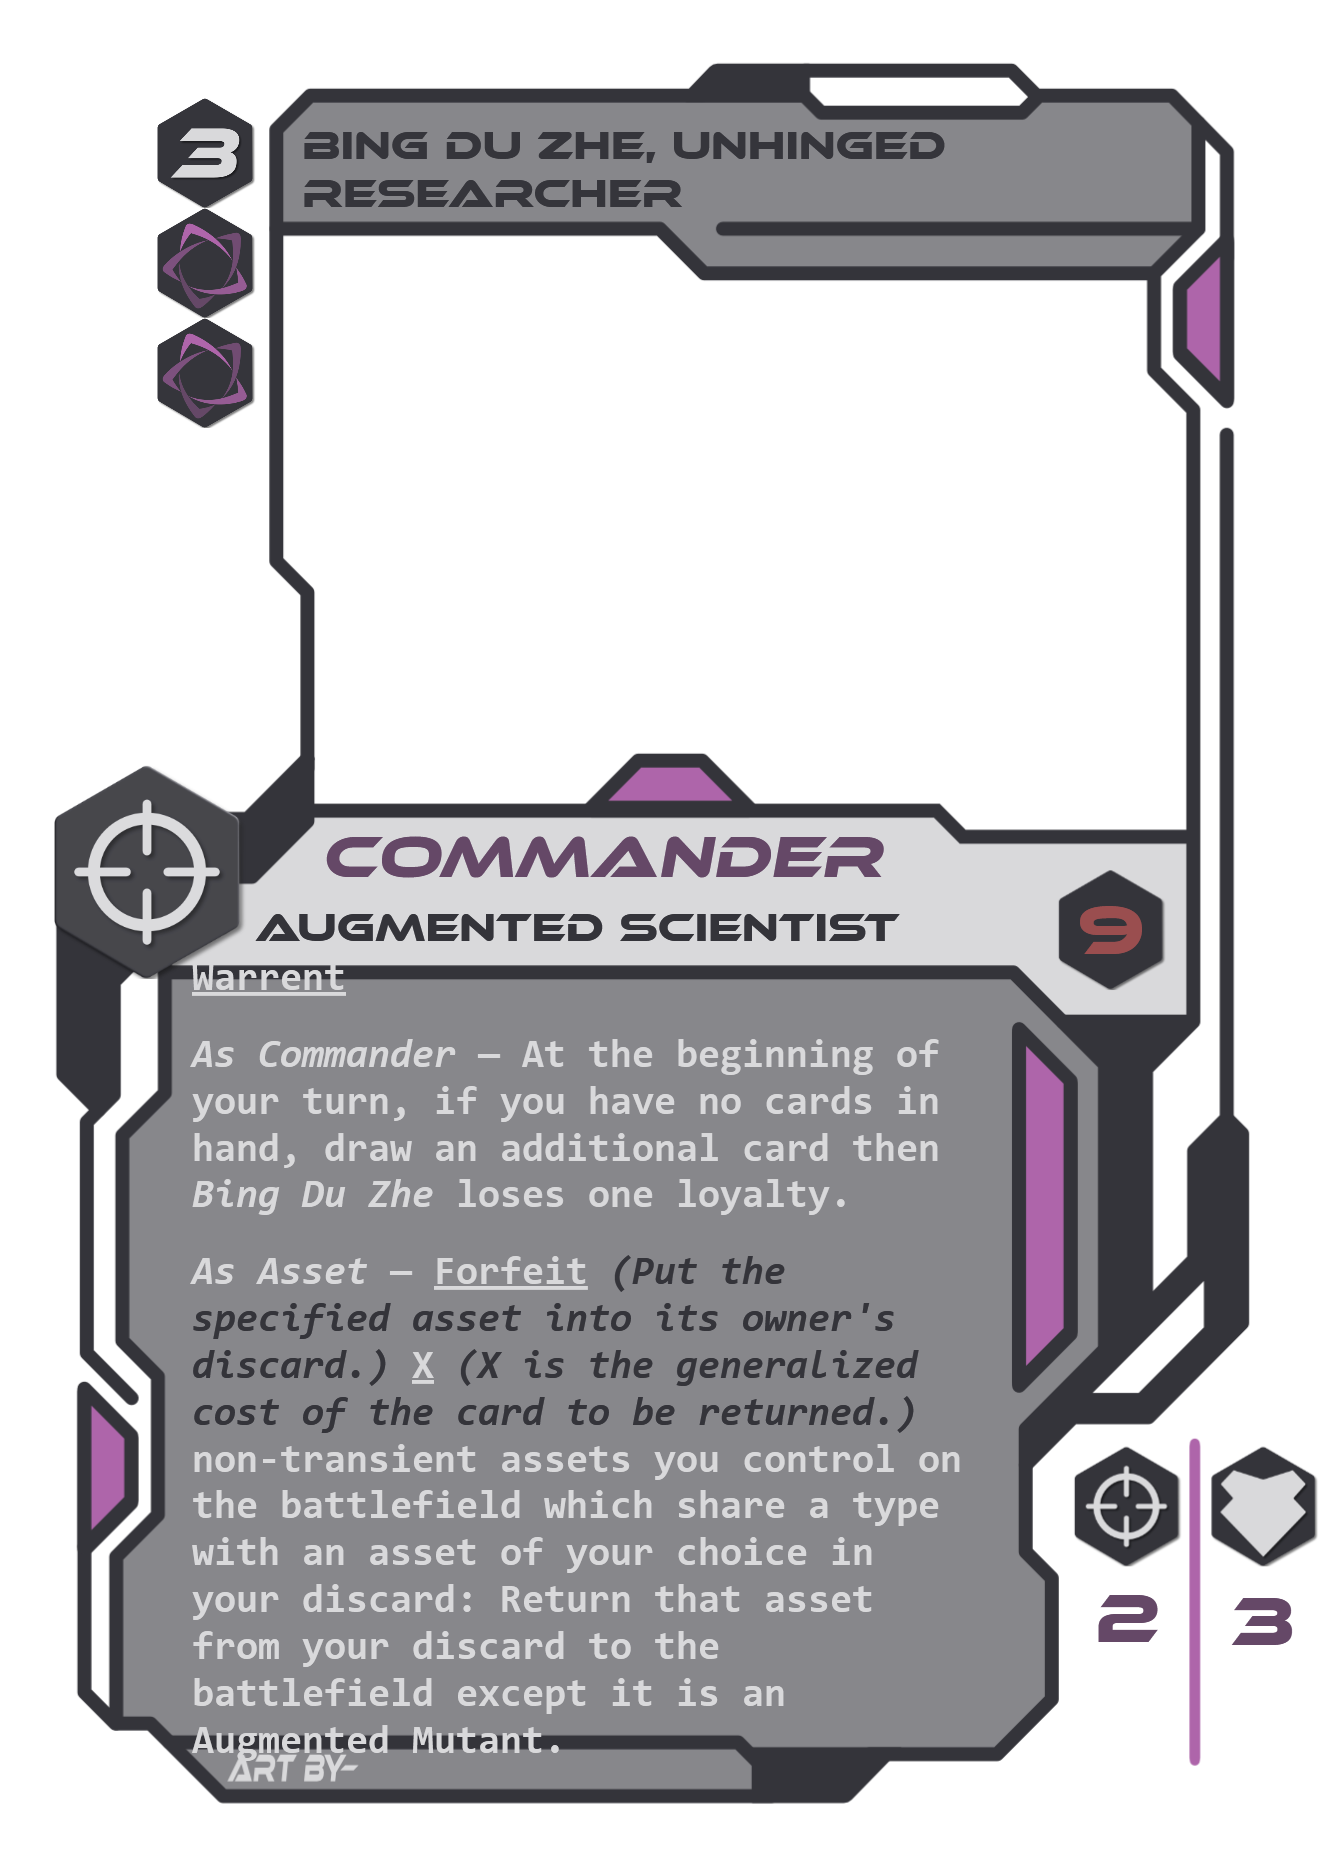 3
BING DU ZHE, UNHINGED
RESEARCHER
COMMANDER
AUGMENTED SCIENTIST
9
Warrent
As Commander — At the beginning of
your turn, if you have no cards in
hand, draw an additional card then
Bing Du Zhe loses one loyalty.
As Asset — Forfeit (Put the
specified asset into its owner's
discard.) X (X is the generalized
cost of the card to be returned.)
non-transient assets you control on
the battlefield which share a type
with an asset of your choice in
your discard: Return that asset
from your discard to the
battlefield except it is an
Augmented Mutant.
ART BY-
2
3